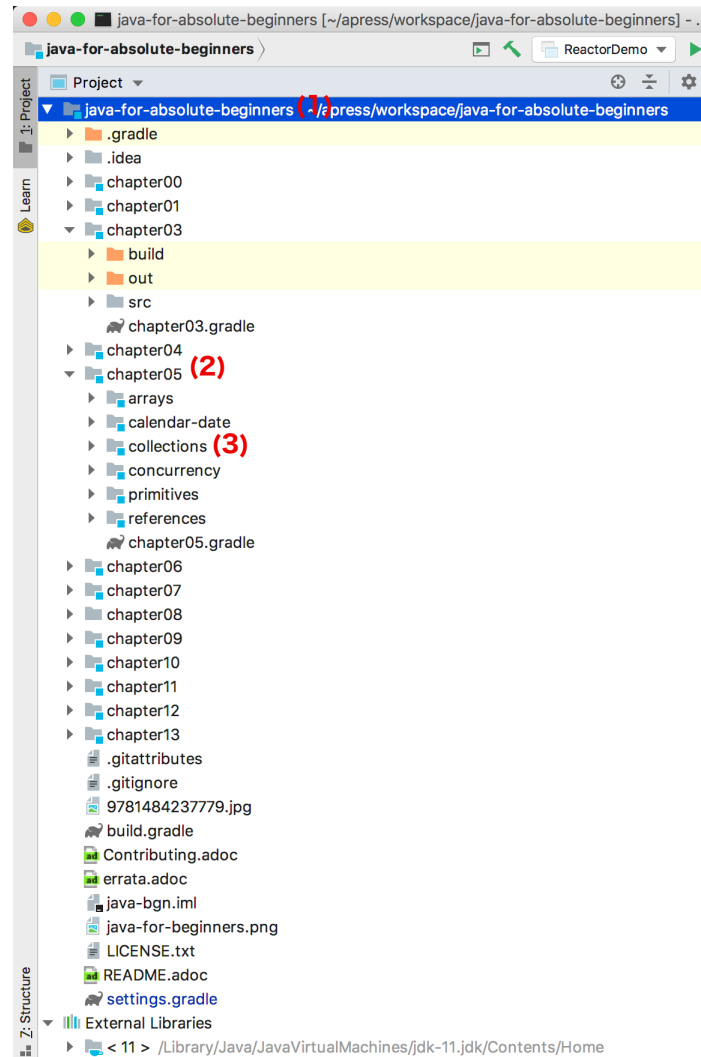 java-for-absolute-beginners [~/apress/workspace/java-for-absolute-beginners] - .
java-for-absolute-beginners ReactorDemo
1: Project
Project
java-for-absolute-beginners (1) ~/apress/workspace/java-for-absolute-beginners
.gradle
.idea
chapter00
Learn
chapter01
chapter03
build
out
src
chapter03.gradle
chapter04
chapter05 (2)
arrays
calendar-date
collections (3)
concurrency
primitives
references
chapter05.gradle
chapter06
chapter07
chapter08
chapter09
chapter10
chapter11
chapter12
chapter13
.gitattributes
.gitignore
9781484237779.jpg
build.gradle
Contributing.adoc
errata.adoc
java-bgn.iml
java-for-beginners.png
LICENSE.txt
README.adoc
settings.gradle
Z: Structure
External Libraries
< 11 > /Library/Java/JavaVirtualMachines/jdk-11.jdk/Contents/Home